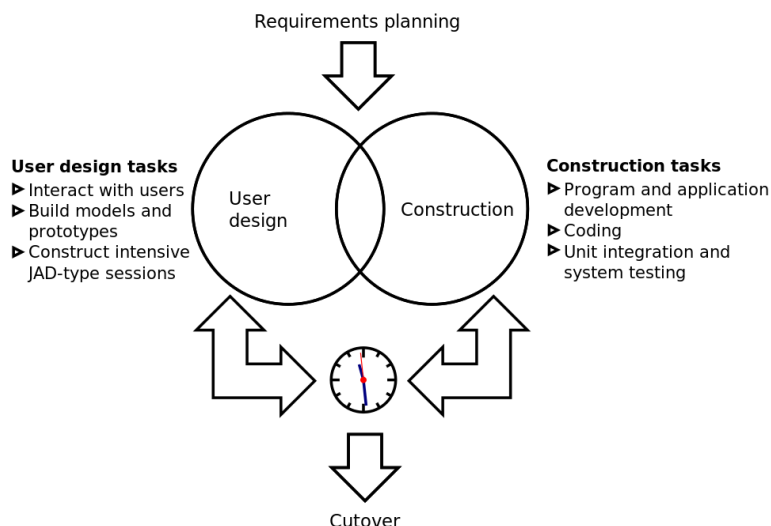 Requirements planning
User design tasks
Interact with users
Build models and
prototypes
Construct intensive
JAD-type sessions
User
design
Construction
Construction tasks
Program and application
development
Coding
Unit integration and
system testing
Cutover